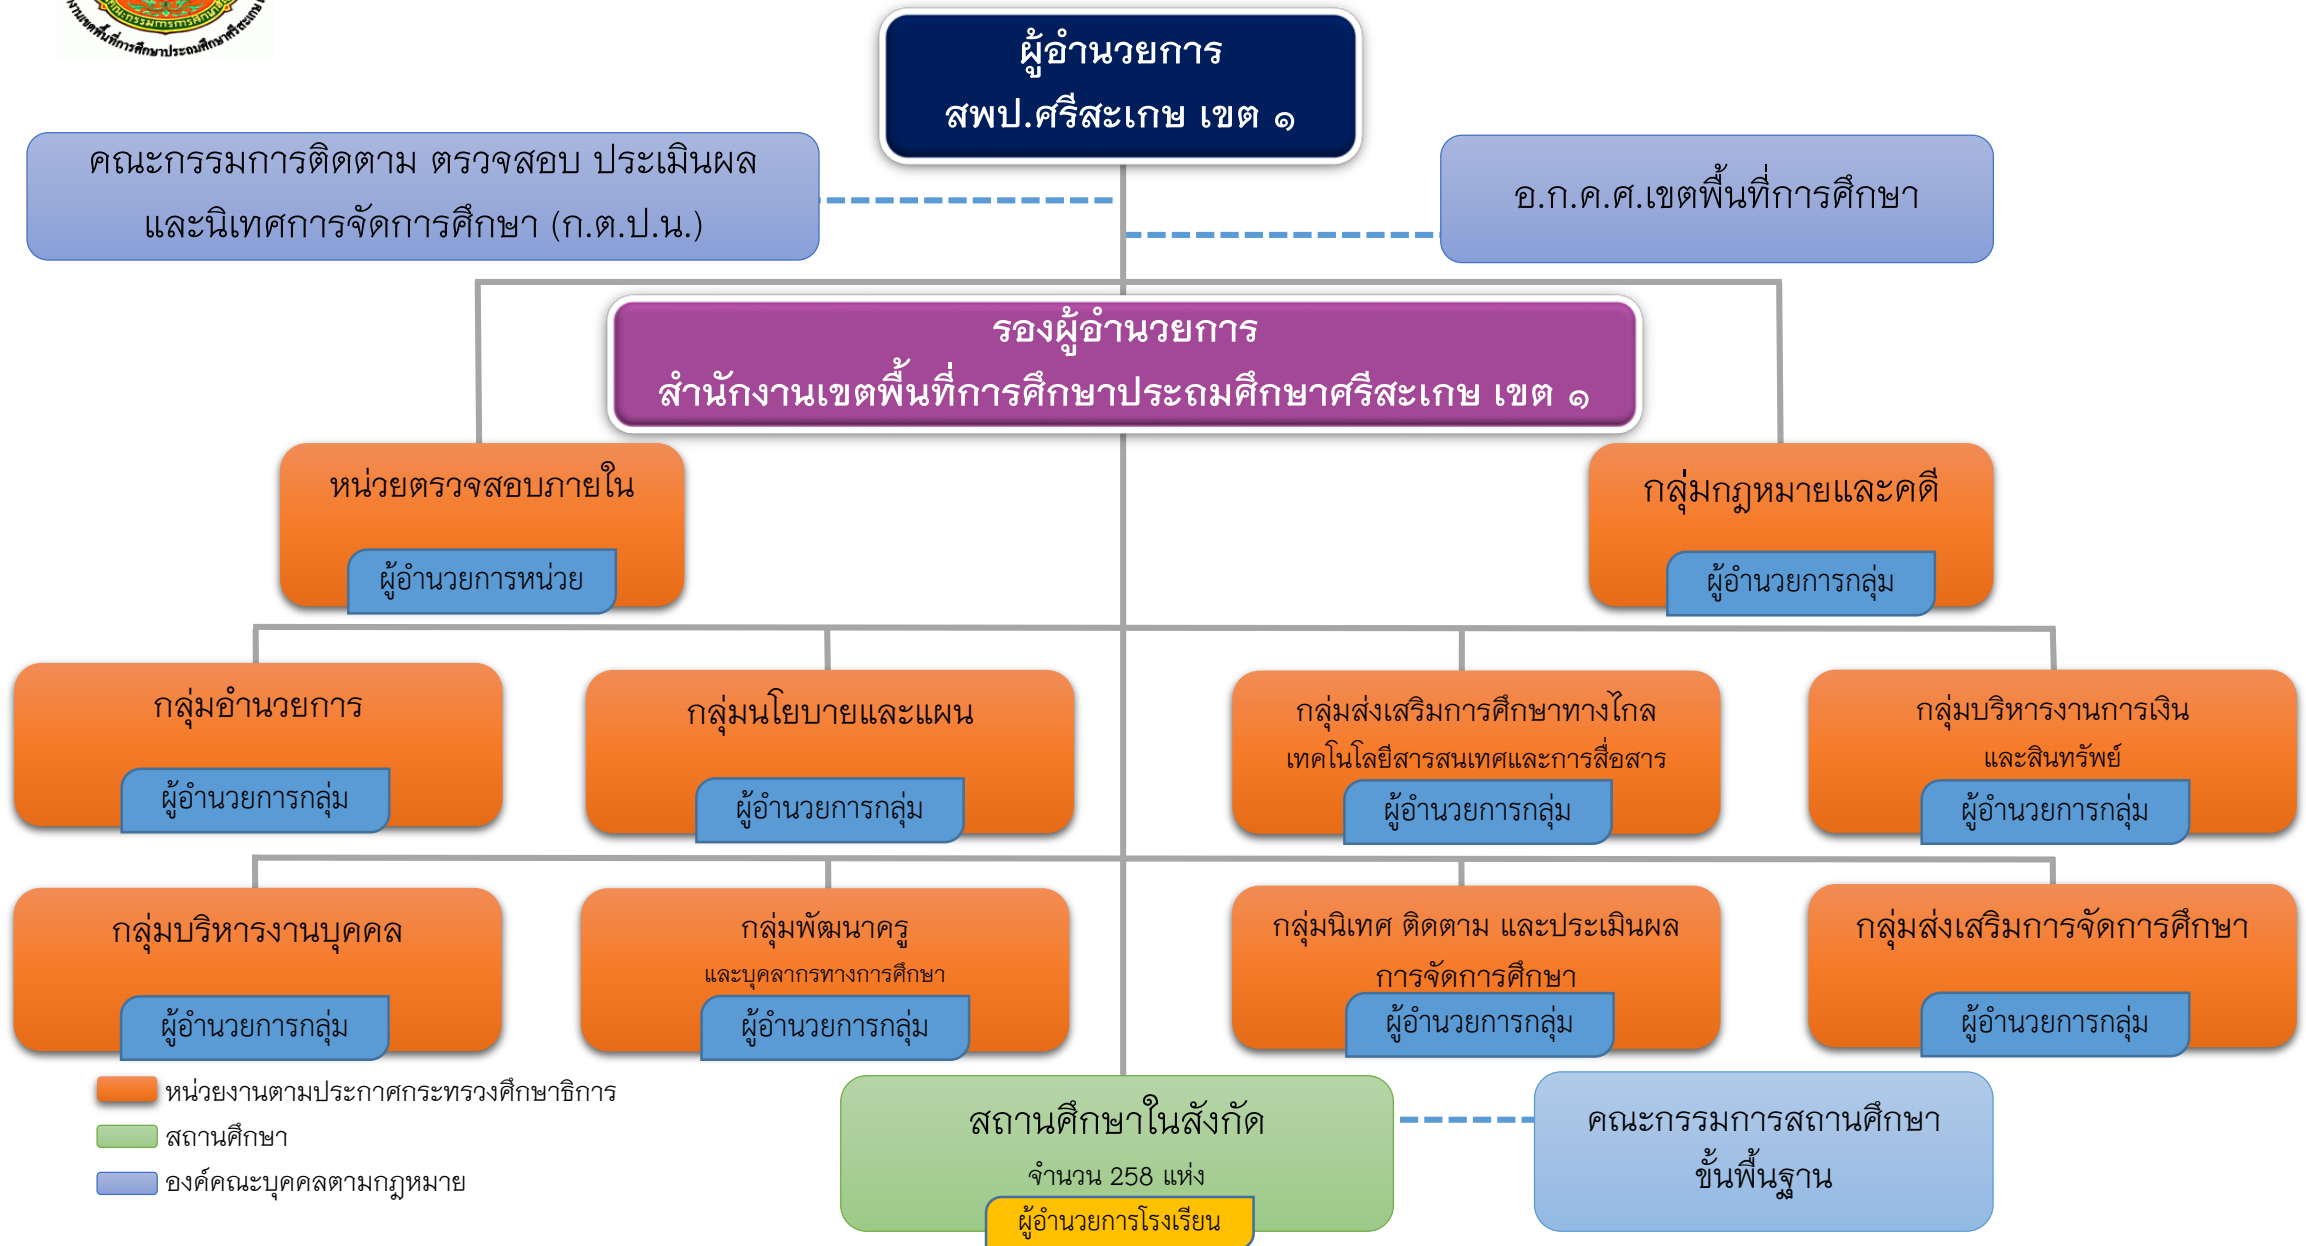 ผู้อำนวยการ
สพป.ศรีสะเกษ เขต ๑
คณะกรรมการติดตาม ตรวจสอบ ประเมินผล
และนิเทศการจัดการศึกษา (ก.ต.ป.น.)
อ.ก.ค.ศ.เขตพื้นที่การศึกษา
รองผู้อำนวยการ
สำนักงานเขตพื้นที่การศึกษาประถมศึกษาศรีสะเกษ เขต ๑
หน่วยตรวจสอบภายใน
ผู้อำนวยการหน่วย
กลุ่มกฎหมายและคดี
ผู้อำนวยการกลุ่ม
กลุ่มอำนวยการ
ผู้อำนวยการกลุ่ม
กลุ่มนโยบายและแผน
ผู้อำนวยการกลุ่ม
กลุ่มส่งเสริมการศึกษาทางไกล
เทคโนโลยีสารสนเทศและการสื่อสาร
ผู้อำนวยการกลุ่ม
กลุ่มบริหารงานการเงิน
และสินทรัพย์
ผู้อำนวยการกลุ่ม
กลุ่มบริหารงานบุคคล
ผู้อำนวยการกลุ่ม
กลุ่มพัฒนาครู
และบุคลากรทางการศึกษา
ผู้อำนวยการกลุ่ม
กลุ่มนิเทศ ติดตาม และประเมินผล
การจัดการศึกษา
ผู้อำนวยการกลุ่ม
กลุ่มส่งเสริมการจัดการศึกษา
ผู้อำนวยการกลุ่ม
หน่วยงานตามประกาศกระทรวงศึกษาธิการ
สถานศึกษา
องค์คณะบุคคลตามกฎหมาย
สถานศึกษาในสังกัด
จำนวน 258 แห่ง
ผู้อำนวยการโรงเรียน
คณะกรรมการสถานศึกษา
ขั้นพื้นฐาน